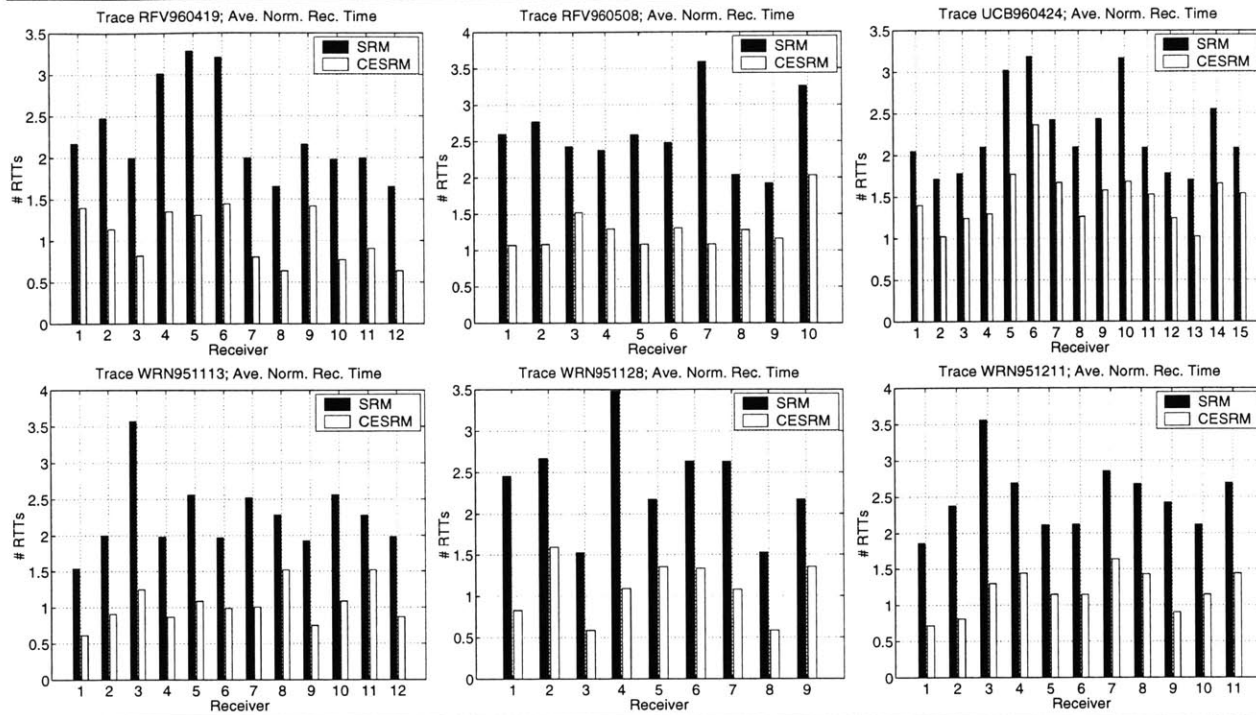 Trace RFV960419; Ave. Norm. Rec. Time
3.5
3
2.5
2
1.5
1
0.5
0
# RTTs
SRM
CESRM
1 2 3 4 5 6 7 8 9 10 11 12
Receiver
Trace RFV960508; Ave. Norm. Rec. Time
4
3.5
3
2.5
2
1.5
1
0.5
0
# RTTs
SRM
CESRM
1 2 3 4 5 6 7 8 9 10
Receiver
Trace UCB960424; Ave. Norm. Rec. Time
3.5
3
2.5
2
1.5
1
0.5
0
# RTTs
SRM
CESRM
1 2 3 4 5 6 7 8 9 10 11 12 13 14 15
Receiver
Trace WRN951113; Ave. Norm. Rec. Time
4
3.5
3
2.5
2
1.5
1
0.5
0
# RTTs
SRM
CESRM
1 2 3 4 5 6 7 8 9 10 11 12
Receiver
Trace WRN951128; Ave. Norm. Rec. Time
3.5
3
2.5
2
1.5
1
0.5
0
# RTTs
SRM
CESRM
1 2 3 4 5 6 7 8 9
Receiver
Trace WRN951211; Ave. Norm. Rec. Time
4
3.5
3
2.5
2
1.5
1
0.5
0
# RTTs
SRM
CESRM
1 2 3 4 5 6 7 8 9 10 11
Receiver